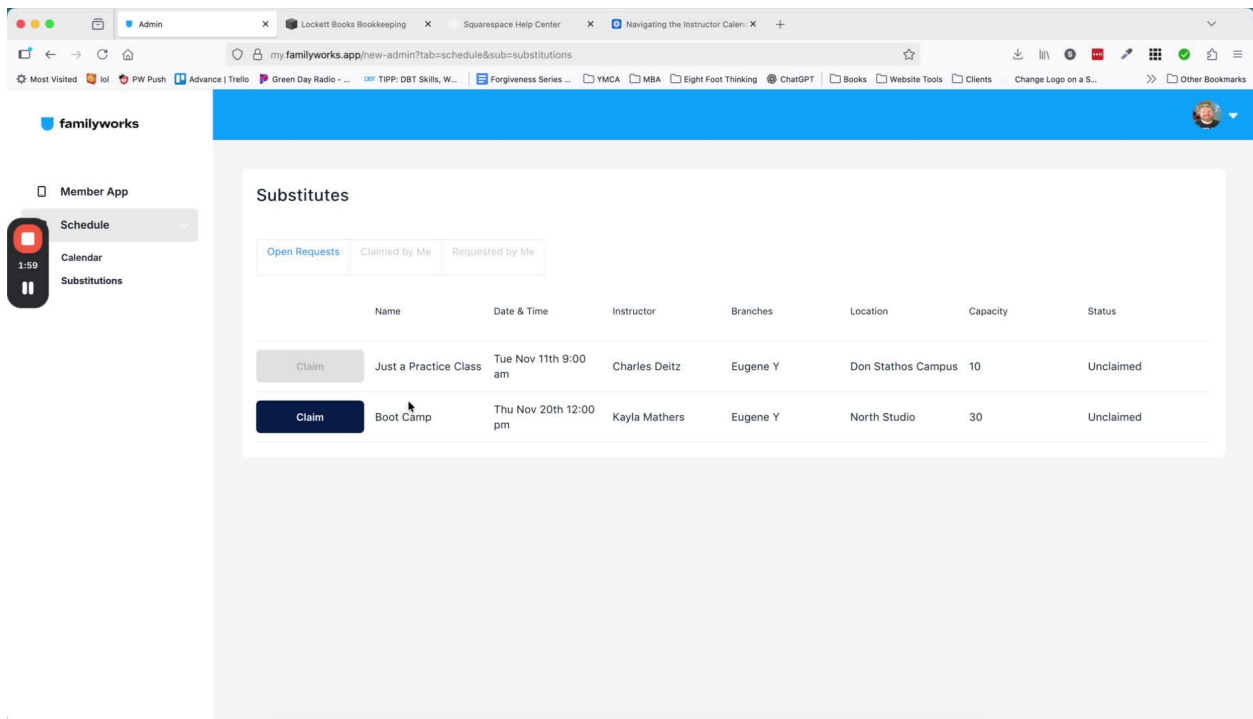 Admin
Lockett Books Bookkeeping
Squarespace Help Center
Navigating the Instructor Calen
my.familyworks.app/new-admin?tab=schedule&sub=substitutions
Most Visited
lol
PW Push
Advance | Trello
Green Day Radio - ...
TIPP: DBT Skills, W...
Forgiveness Series ...
YMCA
MBA
Eight Foot Thinking
ChatGPT
Books
Website Tools
Clients
Change Logo on a S...
Other Bookmarks
familyworks
Member App
Schedule
Calendar
Substitutions
1:59
Substitutes
Open Requests
Claimed by Me
Requested by Me
Name Date & Time Instructor Branches Location Capacity Status
Claim Just a Practice Class Tue Nov 11th 9:00 am Charles Deitz Eugene Y Don Stathos Campus 10 Unclaimed
Claim Boot Camp Thu Nov 20th 12:00 pm Kayla Mathers Eugene Y North Studio 30 Unclaimed